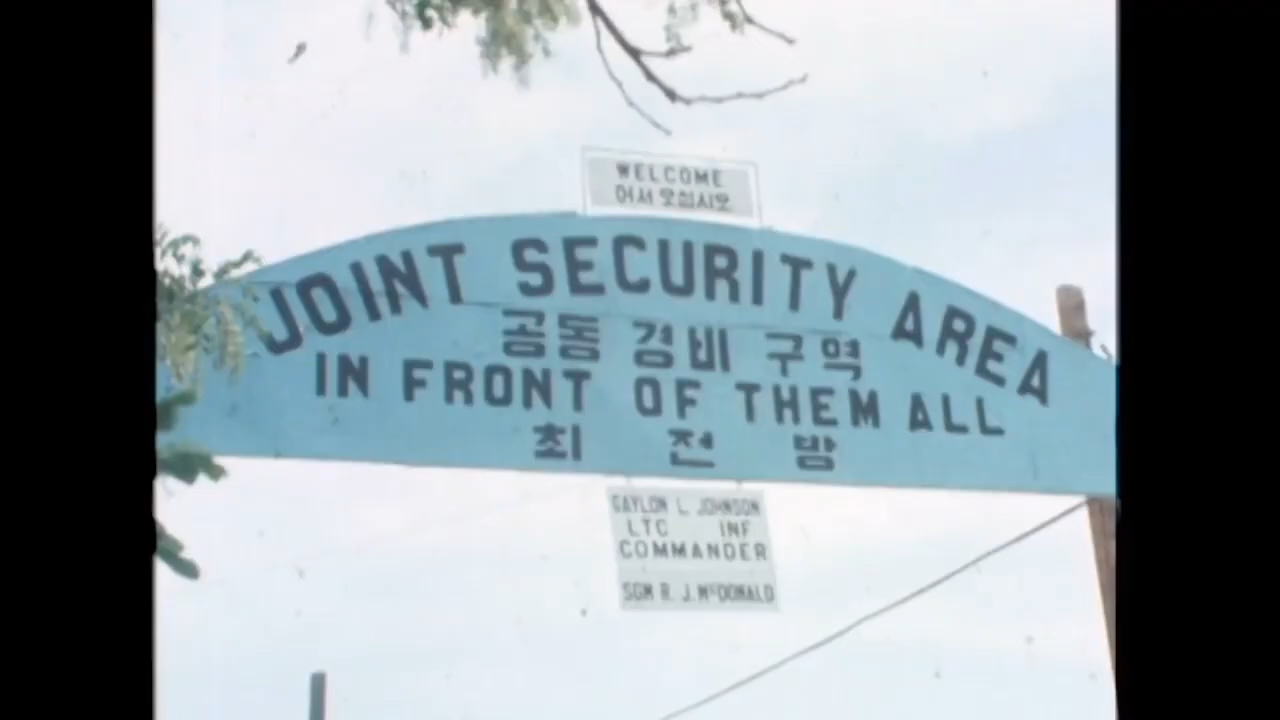 WELCOME
어서 오십시오
JOINT SECURITY AREA
공동 경비 구역
IN FRONT OF THEM ALL
최 전 방
GAYLON L. JOHNSON
LTC INF
COMMANDER
SGM R. J. McDONALD